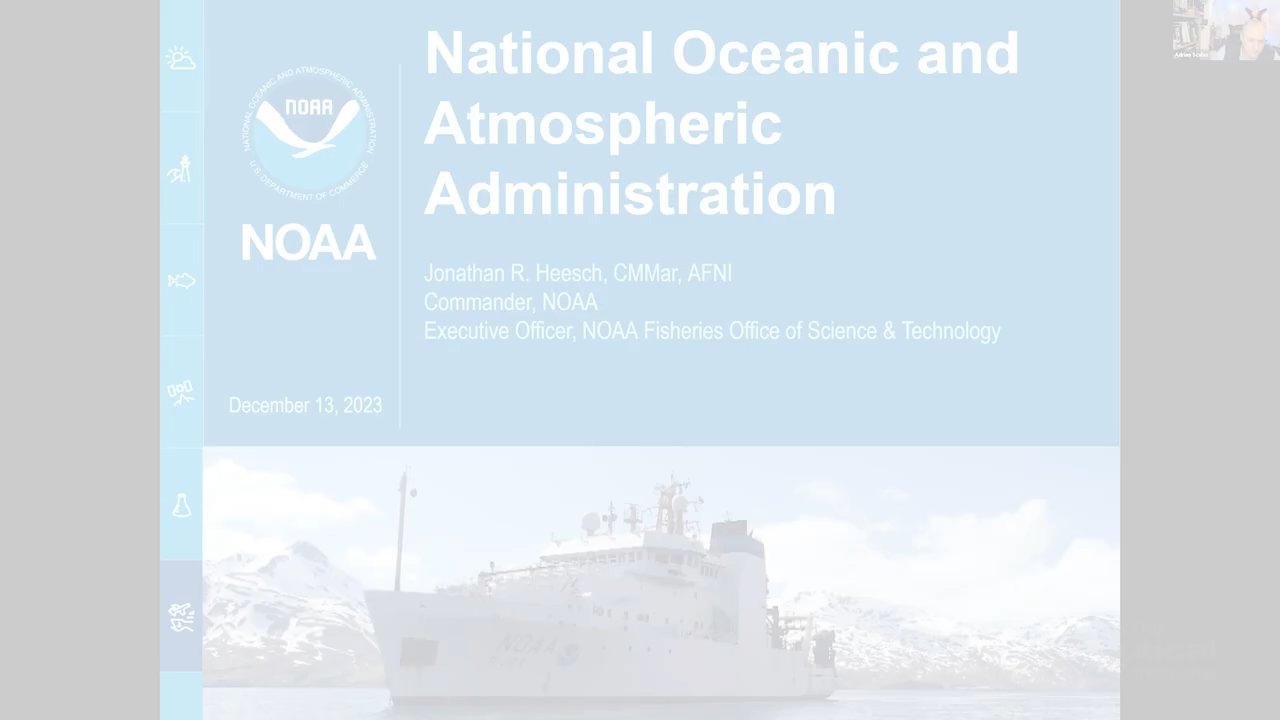 National Oceanic and
Atmospheric
Administration
NATIONAL OCEANIC AND ATMOSPHERIC ADMINISTRATION
NOAA
U.S. DEPARTMENT OF COMMERCE
NOAA
Jonathan R. Heesch, CMMar, AFNI
Commander, NOAA
Executive Officer, NOAA Fisheries Office of Science & Technology
December 13, 2023
NOAA